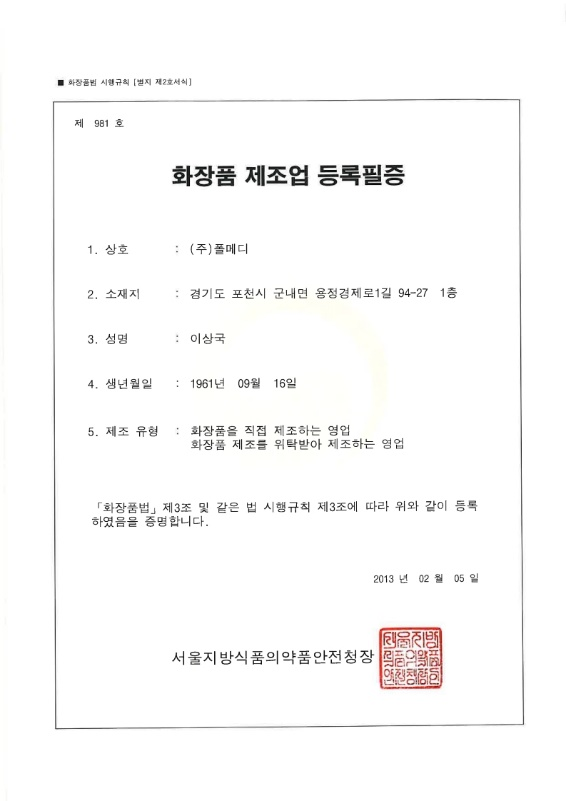 ■ 화장품법 시행규칙 [별지 제2호서식]
제 981 호
화장품 제조업 등록필증
1. 상호 : (주)폴메디
2. 소재지 : 경기도 포천시 군내면 용정경제로1길 94-27 1층
3. 성명 : 이상국
4. 생년월일 : 1961년 09월 16일
5. 제조 유형 : 화장품을 직접 제조하는 영업
화장품 제조를 위탁받아 제조하는 영업
「화장품법」 제3조 및 같은 법 시행규칙 제3조에 따라 위와 같이 등록
하였음을 증명합니다.
2013 년 02 월 05 일
서울지방식품의약품안전청장